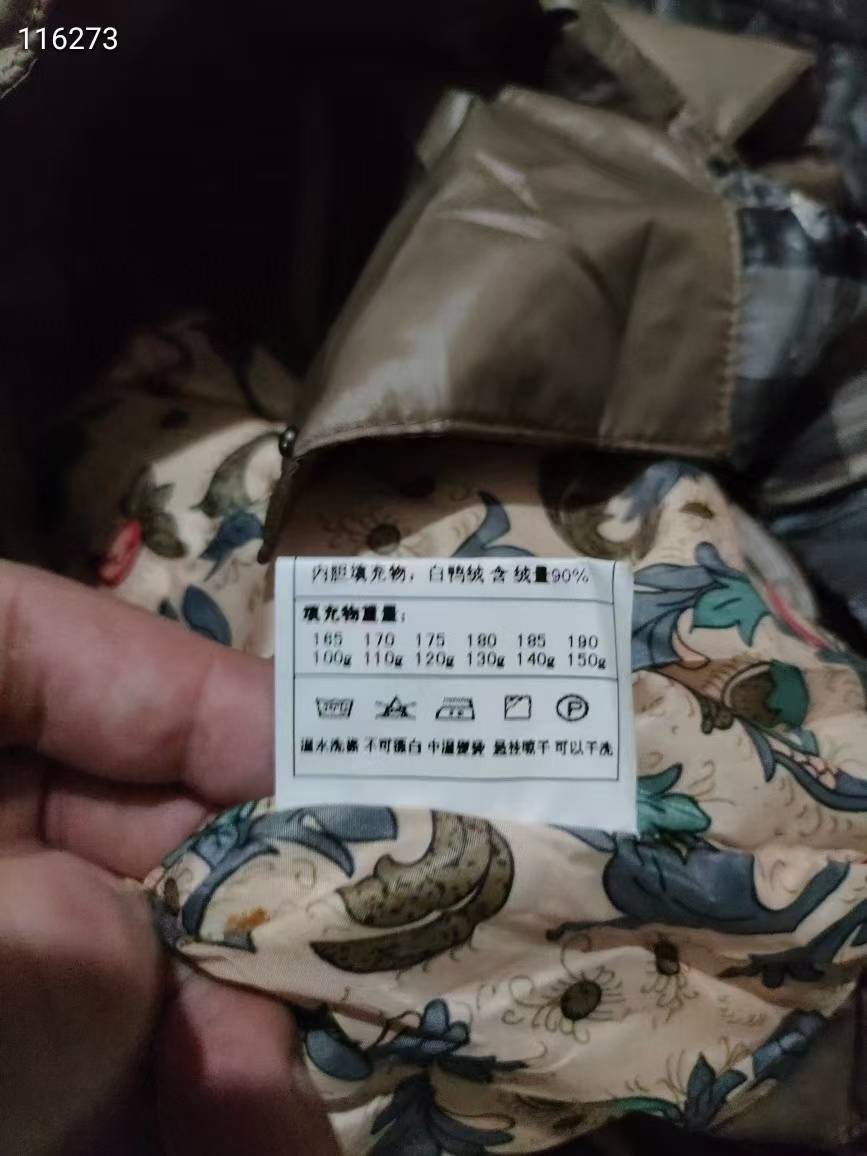 116273
内胆填充物，白鸭绒 含 绒量90%
填充物重量：
165 170 175 180 185 190
100g 110g 120g 130g 140g 150g
P
温水洗涤 不可漂白 中温熨烫 悬挂晾干 可以干洗